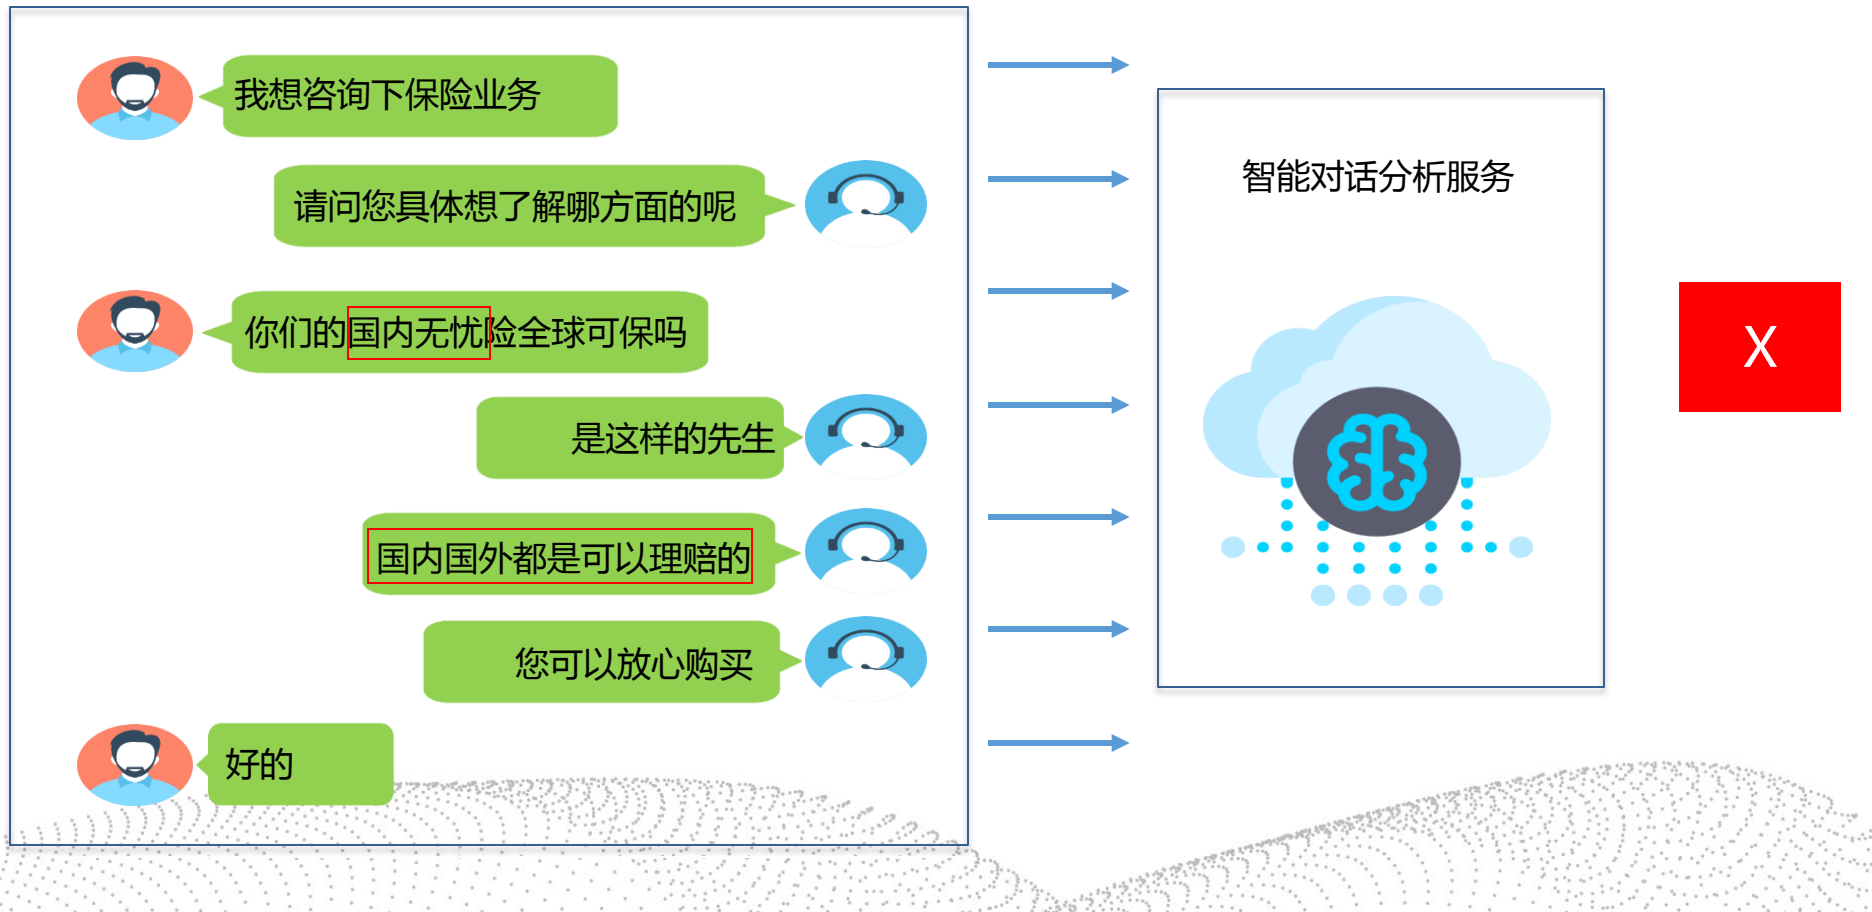 我想咨询下保险业务
请问您具体想了解哪方面的呢
你们的国内无忧险全球可保吗
是这样的先生
国内国外都是可以理赔的
您可以放心购买
好的
智能对话分析服务
X